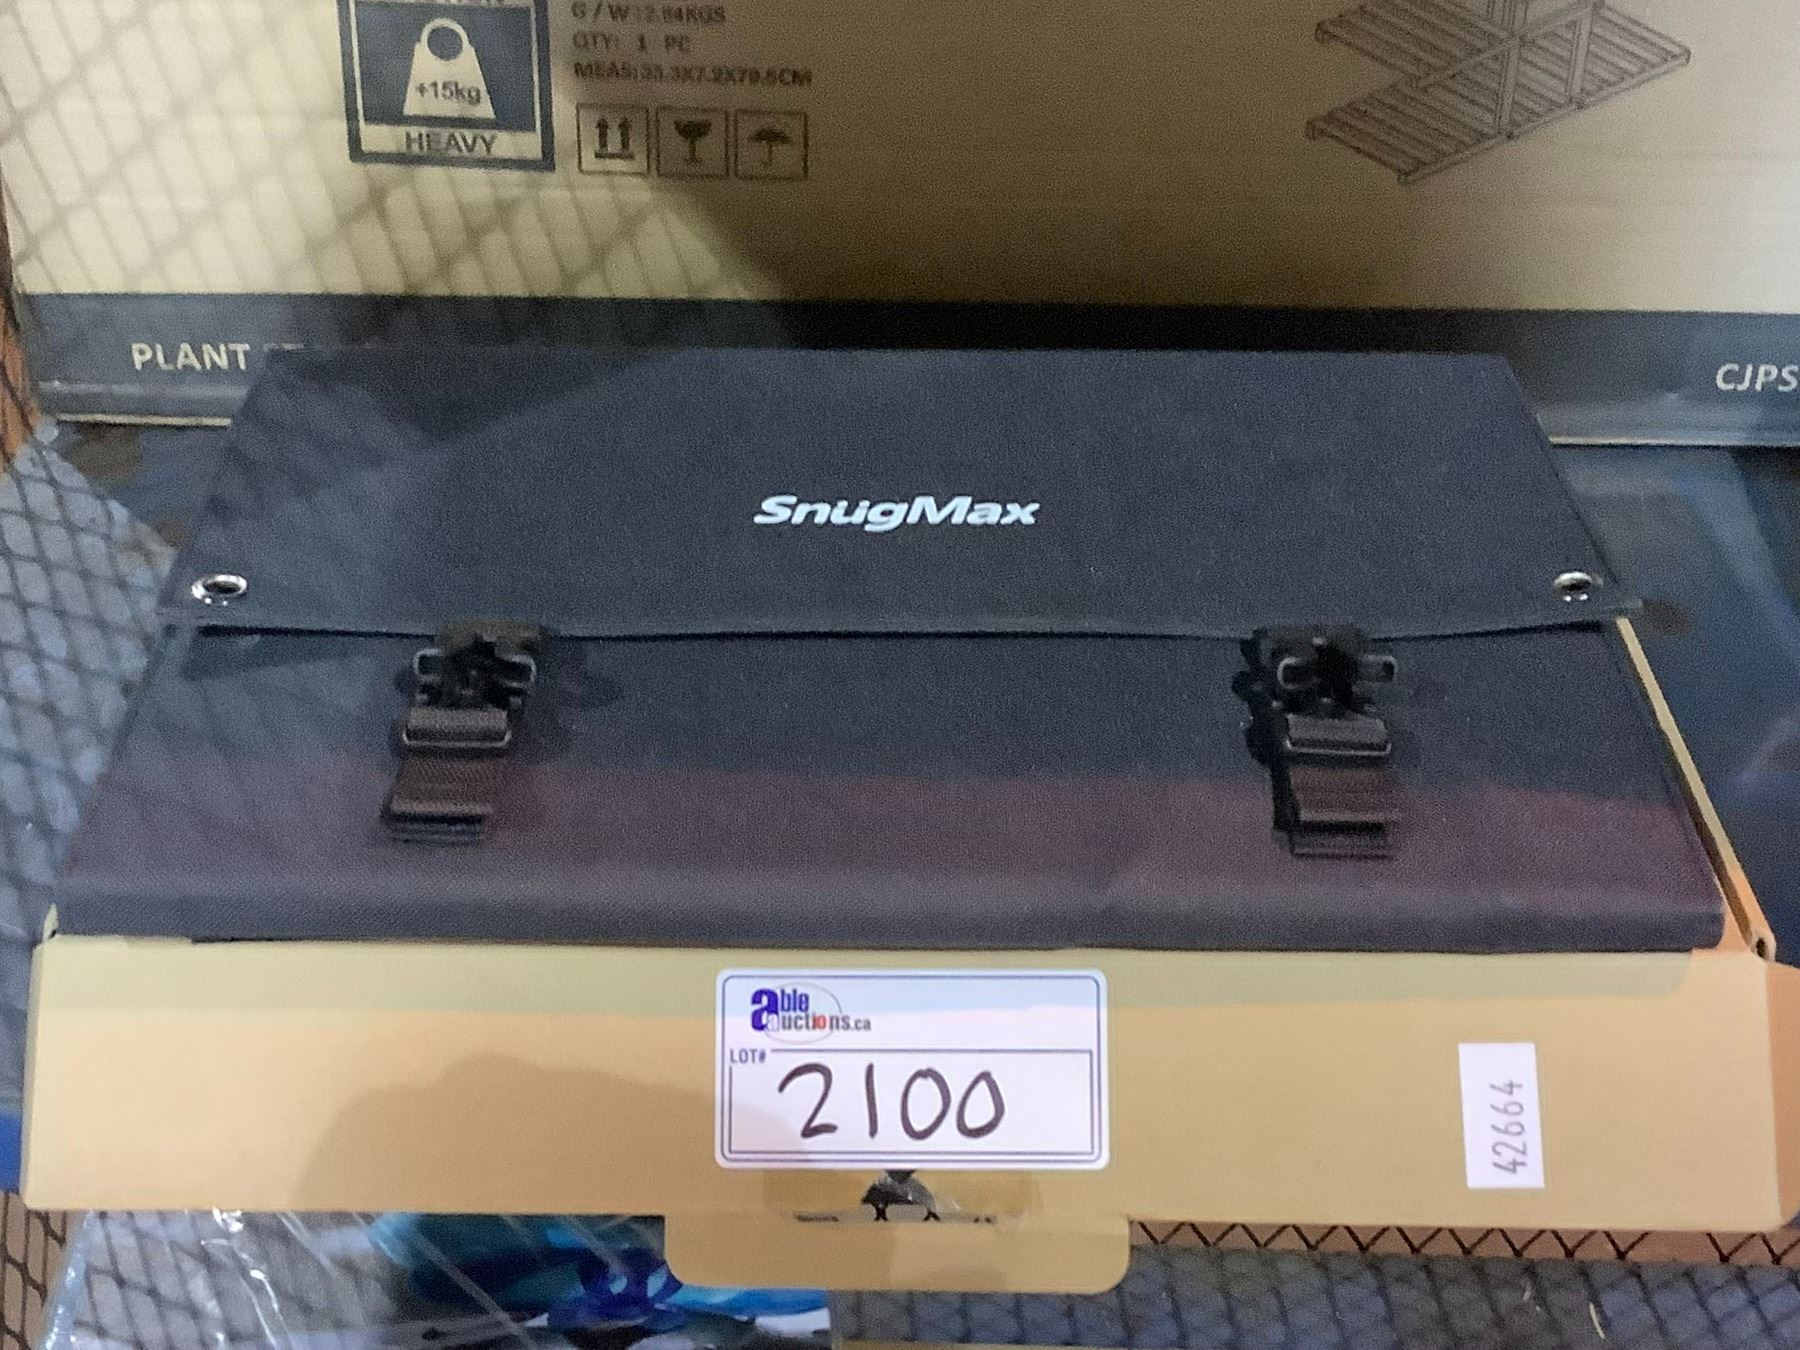 G / W : 2.94KGS
QTY: 1 PC
+15kg
HEAVY
PLANT
CJPS
SnugMax
able
auctions.ca
LOT#
2100
42664